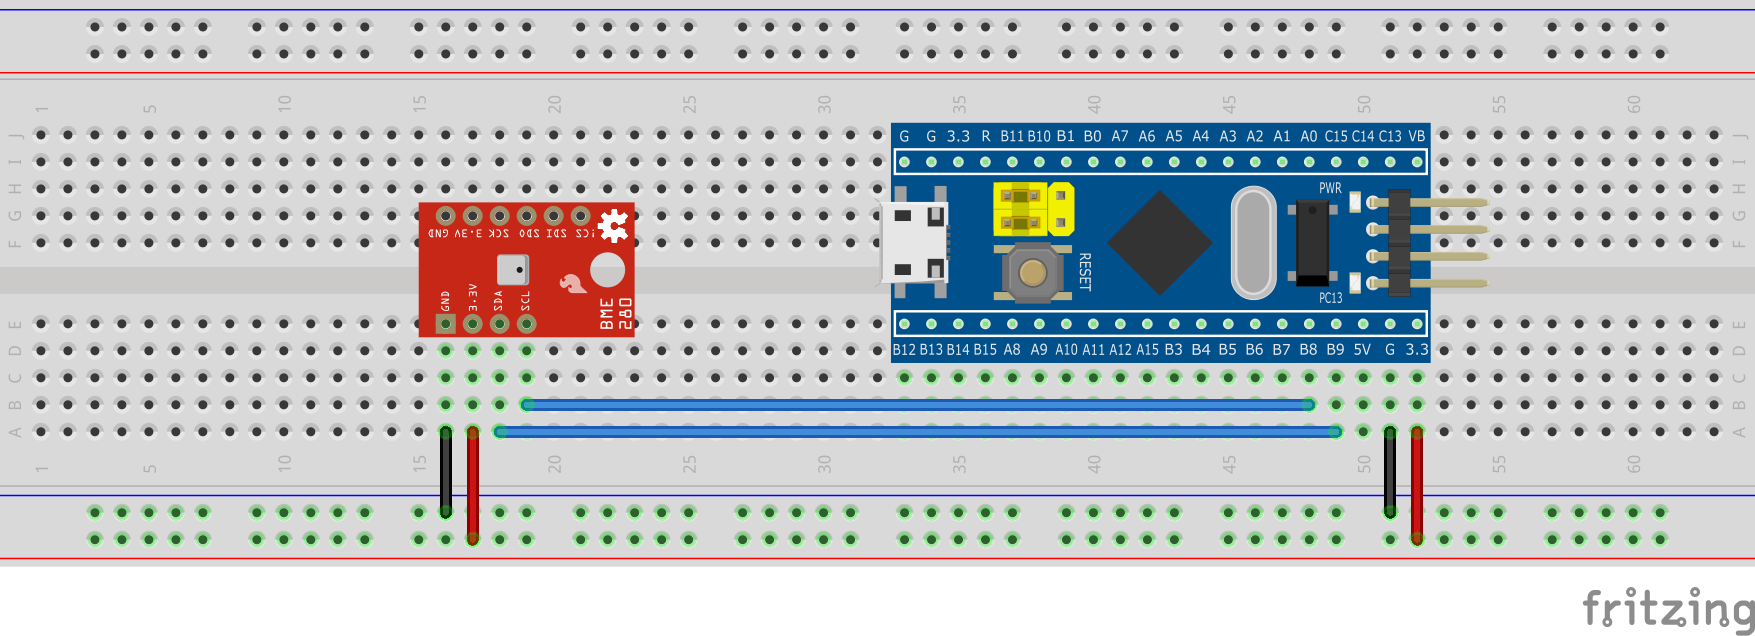 1 5 10 15 20 25 30 35 40 45 50 55 60
J J
I I
H H
G G
F F
G G 3.3 R B11 B10 B1 B0 A7 A6 A5 A4 A3 A2 A1 A0 C15 C14 C13 VB
PWR
RESET
PC13
B12 B13 B14 B15 A8 A9 A10 A11 A12 A15 B3 B4 B5 B6 B7 B8 B9 5V G 3.3
GND 3.3V SCK SDO SDI !CS
GND 3.3V SDA SCL
BME
280
E E
D D
C C
B B
A A
1 5 10 15 20 25 30 35 40 45 50 55 60
fritzing